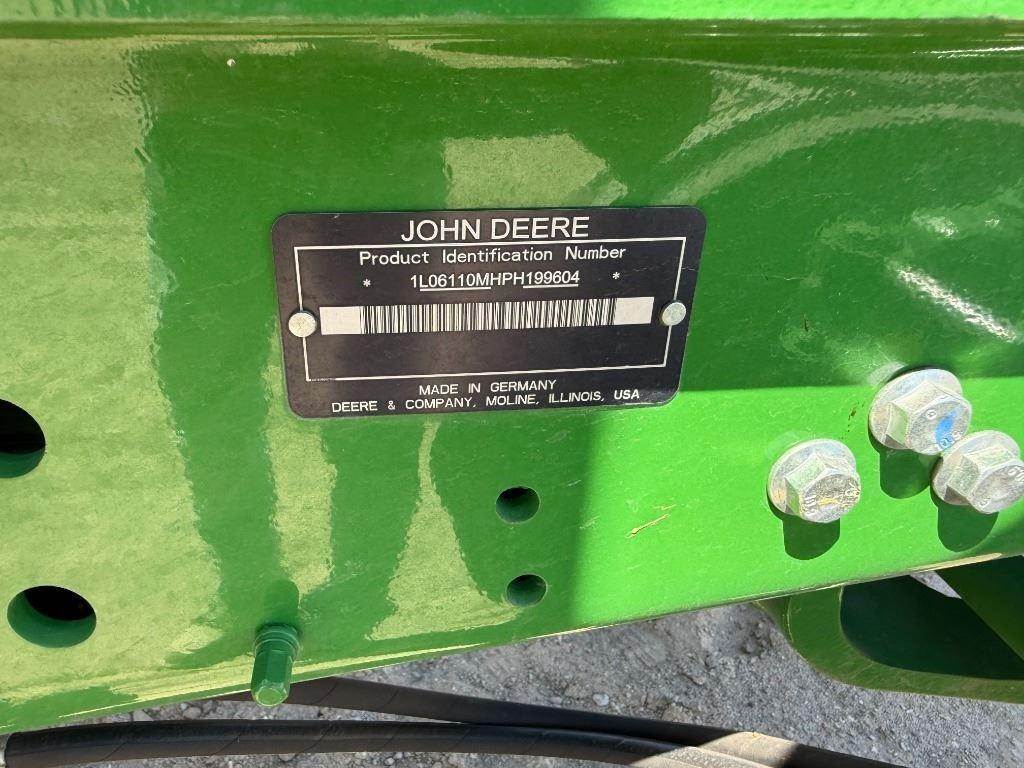 JOHN DEERE
Product Identification Number
* 1L06110MHPH199604 *
MADE IN GERMANY
DEERE & COMPANY, MOLINE, ILLINOIS, USA